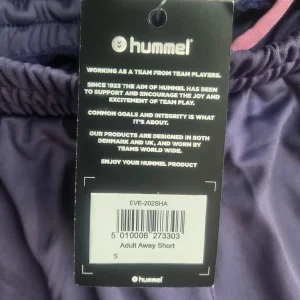 hummel
WORKING AS A TEAM FROM TEAM PLAYERS.
SINCE 1923 THE AIM OF HUMMEL HAS BEEN
TO SUPPORT AND ENCOURAGE THE JOY AND
EXCITEMENT OF TEAM PLAY.
COMMON GOALS AND INTEGRITY IS WHAT
IT'S ABOUT.
OUR PRODUCTS ARE DESIGNED IN BOTH
DENMARK AND UK, AND WORN BY
TEAMS WORLD WIDE.
ENJOY YOUR HUMMEL PRODUCT
EVE-202SHA
5 010006 273303
Adult Away Short
S
hummel